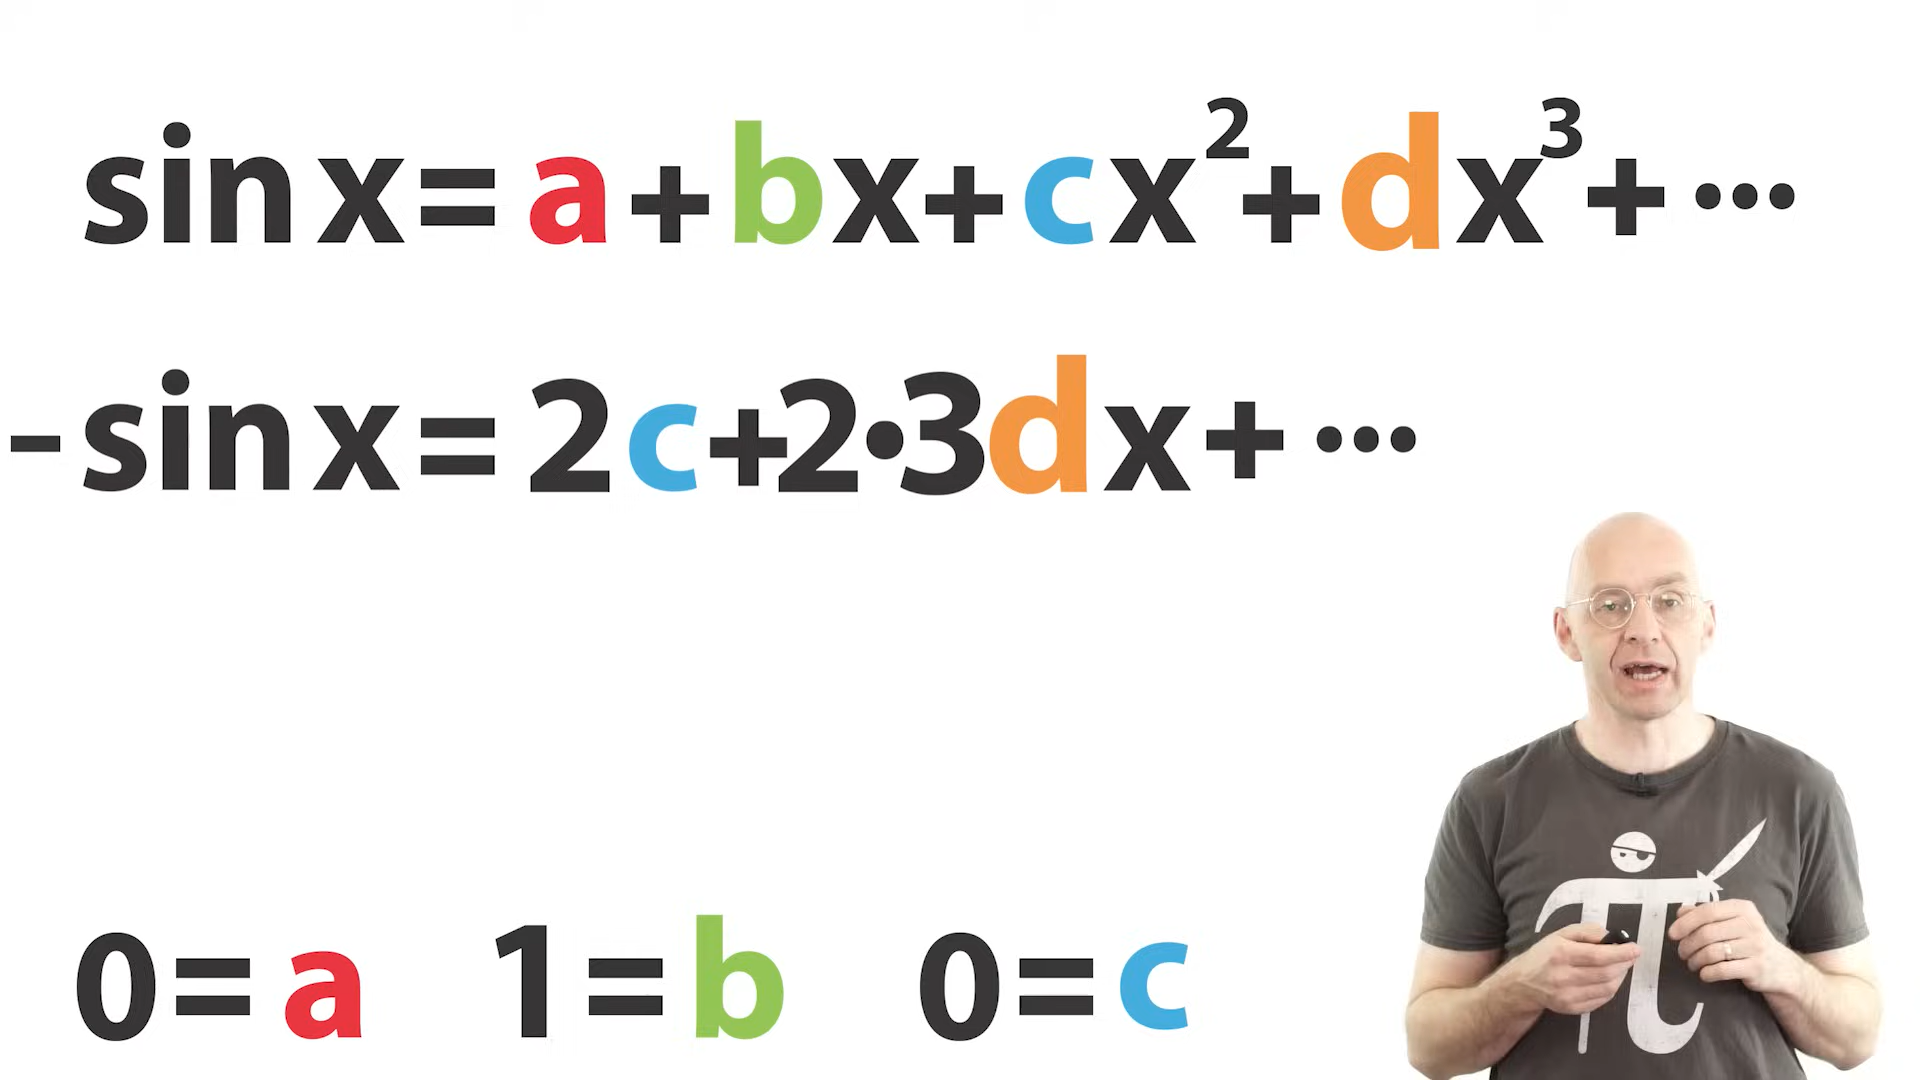 sin x = a + bx + cx² + dx³ + ···
-sin x = 2c + 2•3dx + ···
0 = a 1 = b 0 = c